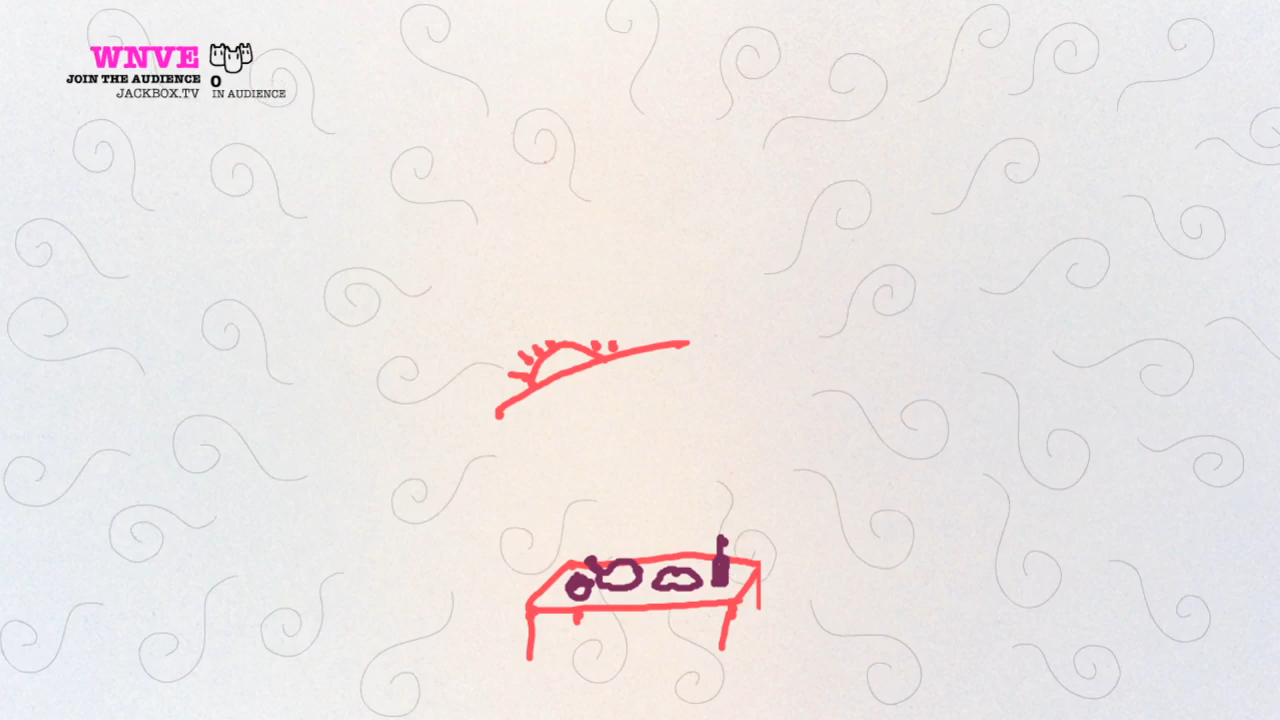 WNVE
JOIN THE AUDIENCE
JACKBOX.TV
0
IN AUDIENCE